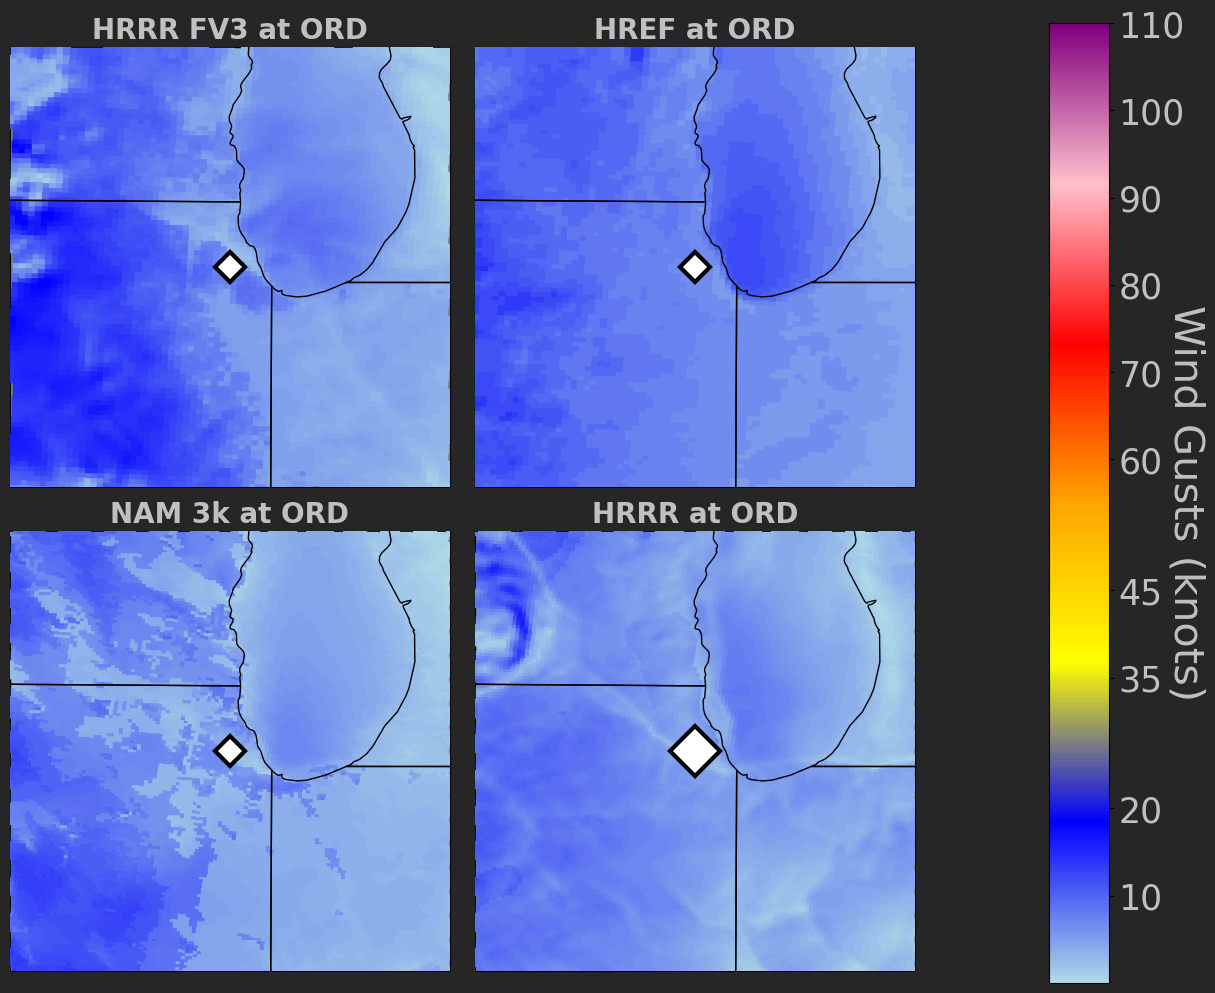 HRRR FV3 at ORD
HREF at ORD
NAM 3k at ORD
HRRR at ORD
110
100
90
80
70
60
45
35
20
10
Wind Gusts (knots)